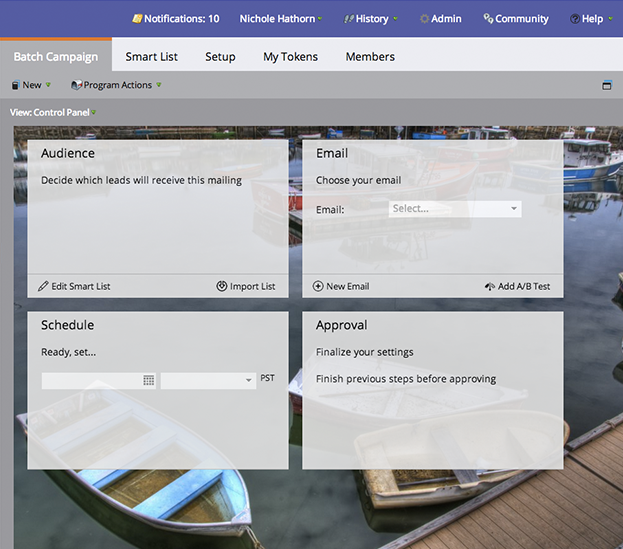 Notifications: 10 Nichole Hathorn History Admin Community Help
Batch Campaign Smart List Setup My Tokens Members
New Program Actions
View: Control Panel
Audience
Decide which leads will receive this mailing
Edit Smart List Import List
Email
Choose your email
Email: Select...
New Email Add A/B Test
Schedule
Ready, set...
PST
Approval
Finalize your settings
Finish previous steps before approving